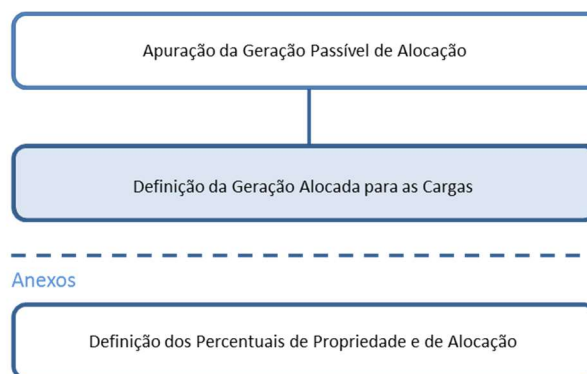 Apuração da Geração Passível de Alocação
Definição da Geração Alocada para as Cargas
Anexos
Definição dos Percentuais de Propriedade e de Alocação